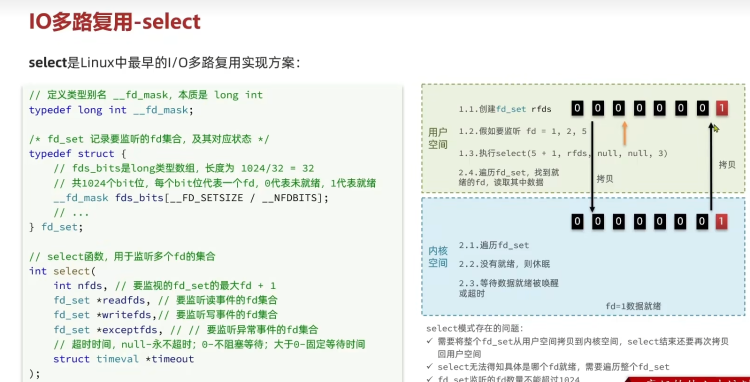 IO多路复用-select
select是Linux中最早的I/O多路复用实现方案：
// 定义类型别名 __fd_mask，本质是 long int
typedef long int __fd_mask;
/* fd_set 记录要监听的fd集合，及其对应状态 */
typedef struct {
// fds_bits是long类型数组，长度为 1024/32 = 32
// 共1024个bit位，每个bit位代表一个fd，0代表未就绪，1代表就绪
__fd_mask fds_bits[__FD_SETSIZE / __NFDBITS];
// ...
} fd_set;
// select函数，用于监听多个fd的集合
int select(
int nfds, // 要监视的fd_set的最大fd + 1
fd_set *readfds, // 要监听读事件的fd集合
fd_set *writefds,// 要监听写事件的fd集合
fd_set *exceptfds, // // 要监听异常事件的fd集合
// 超时时间，null-永不超时；0-不阻塞等待；大于0-固定等待时间
struct timeval *timeout
);
用户
空间
1.1.创建fd_set rfds
0 0 0 0 0 0 0 1
1.2.假如要监听 fd = 1, 2, 5
1.3.执行select(5 + 1, rfds, null, null, 3)
2.4.遍历fd_set，找到就
绪的fd，读取其中数据
拷贝
拷贝
内核
空间
0 0 0 0 0 0 0 1
2.1.遍历fd_set
2.2.没有就绪，则休眠
2.3.等待数据就绪被唤醒
或超时
fd=1数据就绪
select模式存在的问题：
✓ 需要将整个fd_set从用户空间拷贝到内核空间，select结束还要再次拷贝
回用户空间
✓ select无法得知具体是哪个fd就绪，需要遍历整个fd_set
✓ fd_set监听的fd数量不能超过1024